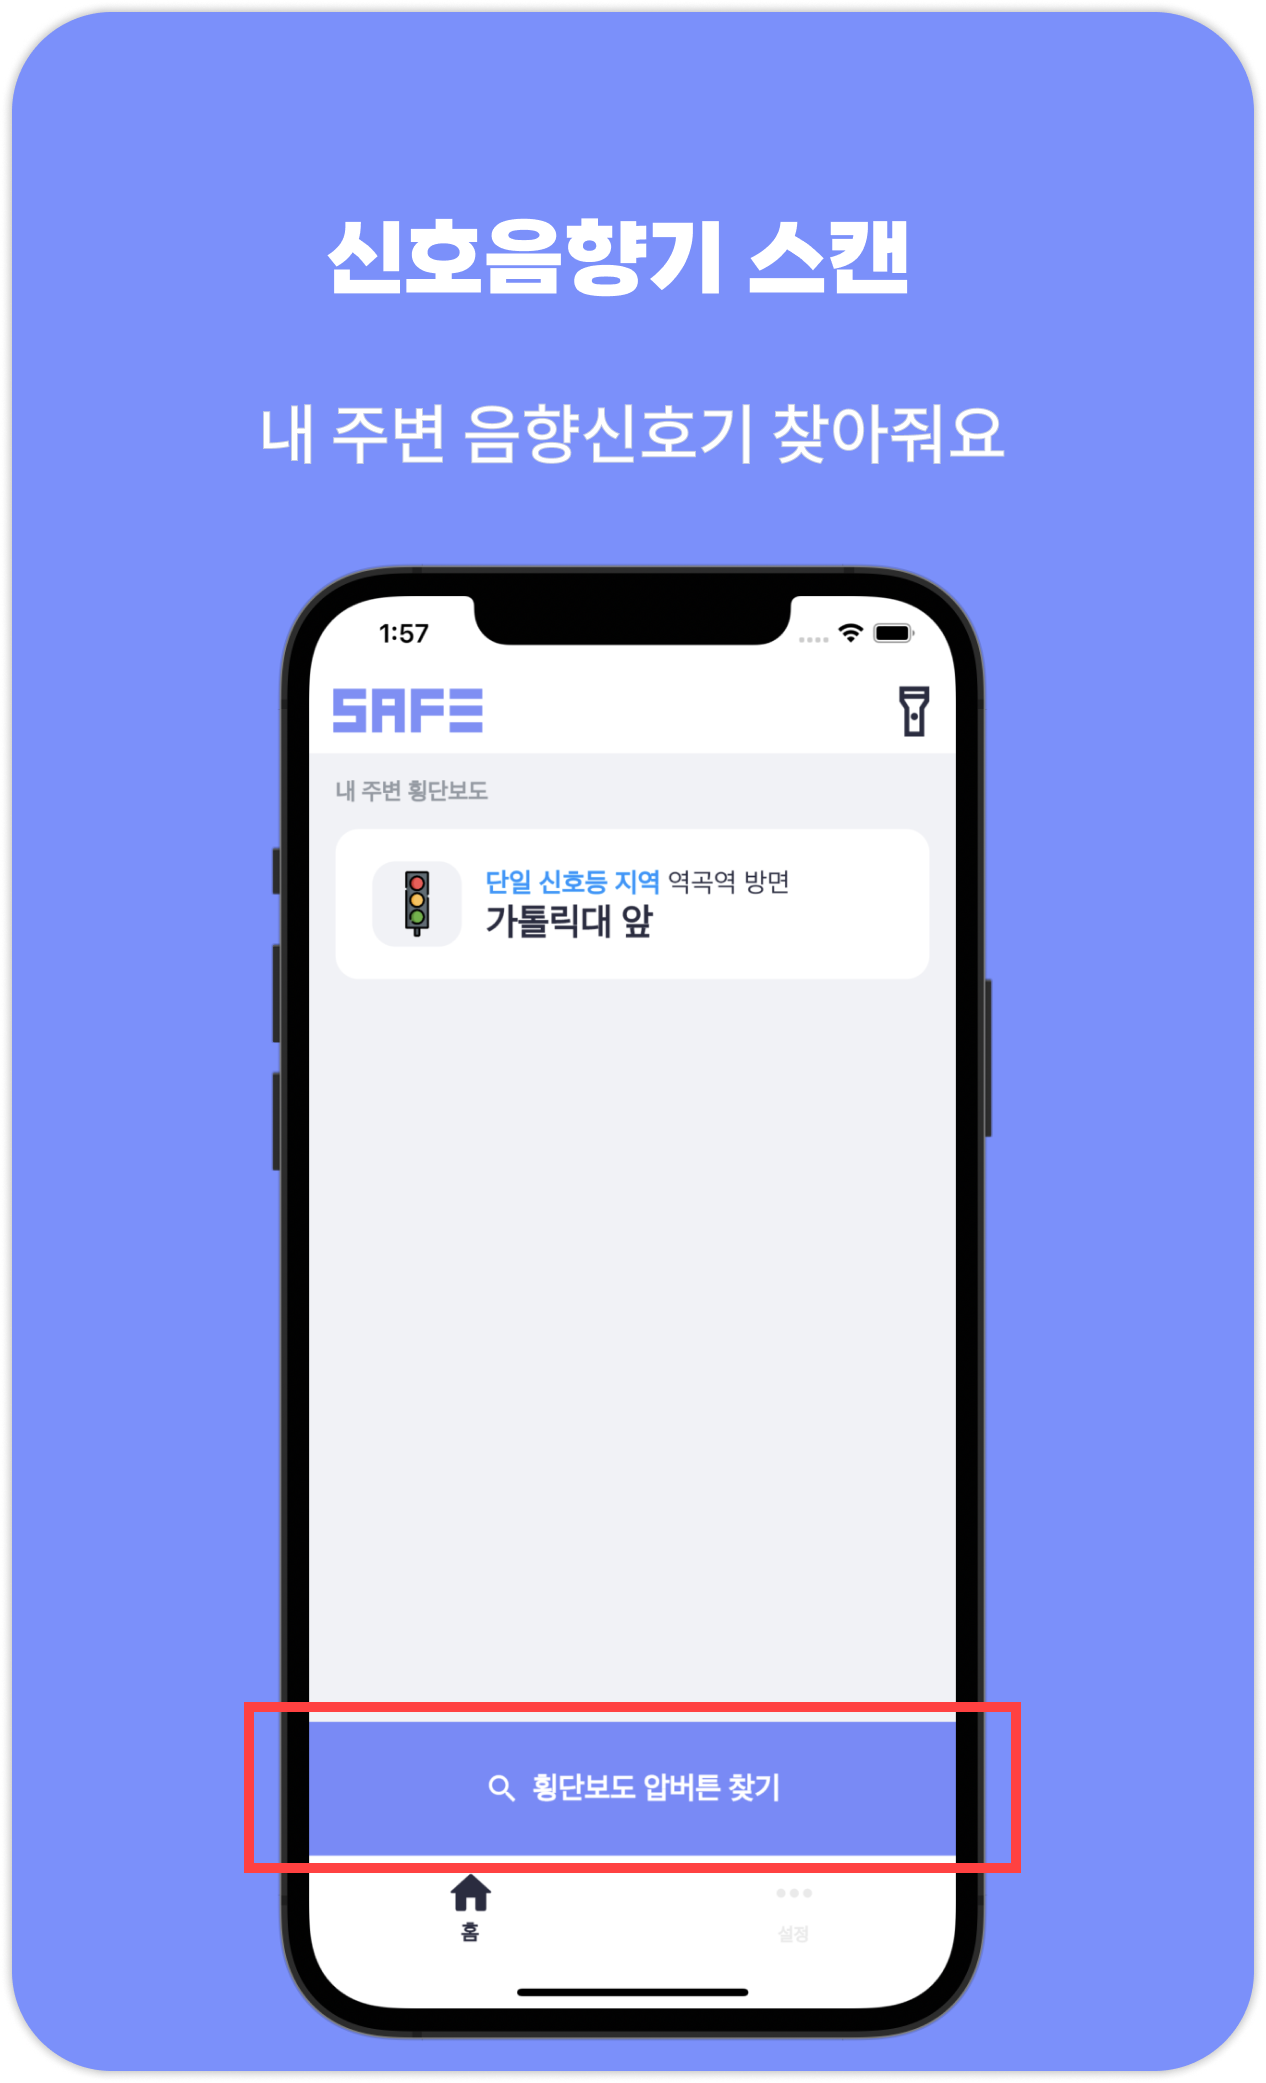 신호음향기 스캔
내 주변 음향신호기 찾아줘요
1:57
SAFE
내 주변 횡단보도
단일 신호등 지역 역곡역 방면
가톨릭대 앞
횡단보도 압버튼 찾기
홈
설정